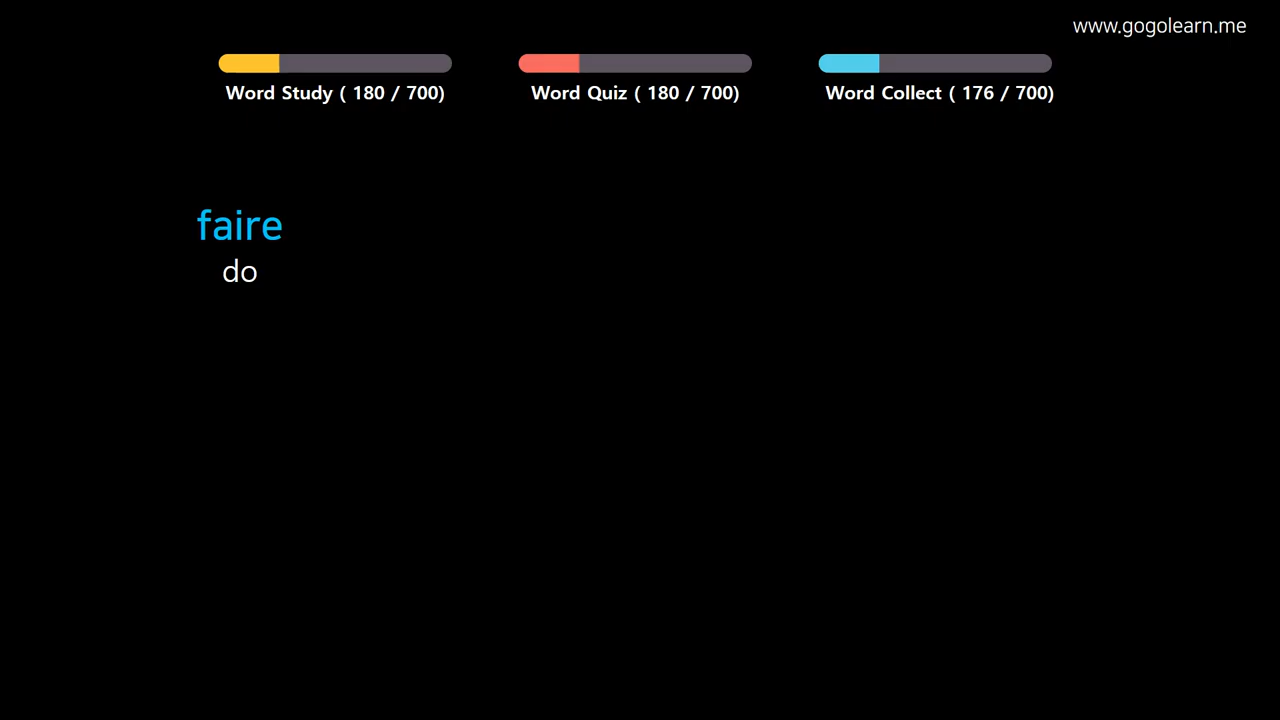 www.gogolearn.me
Word Study ( 180 / 700)
Word Quiz ( 180 / 700)
Word Collect ( 176 / 700)
faire
do